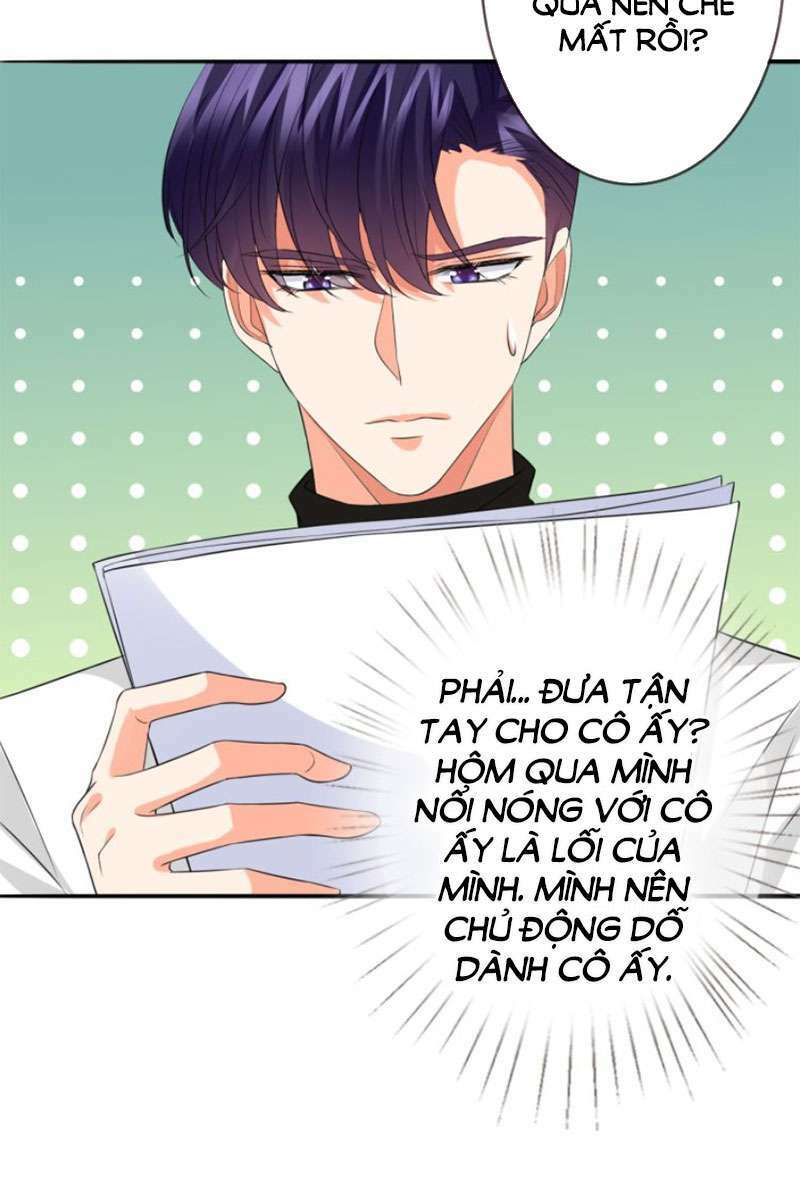 QUÁ NÊN CHÊ
MẤT RỒI?
PHẢI... ĐƯA TẬN
TAY CHO CÔ ẤY?
HÔM QUA MÌNH
NỔI NÓNG VỚI CÔ
ẤY LÀ LỖI CỦA
MÌNH. MÌNH NÊN
CHỦ ĐỘNG DỖ
DÀNH CÔ ẤY.